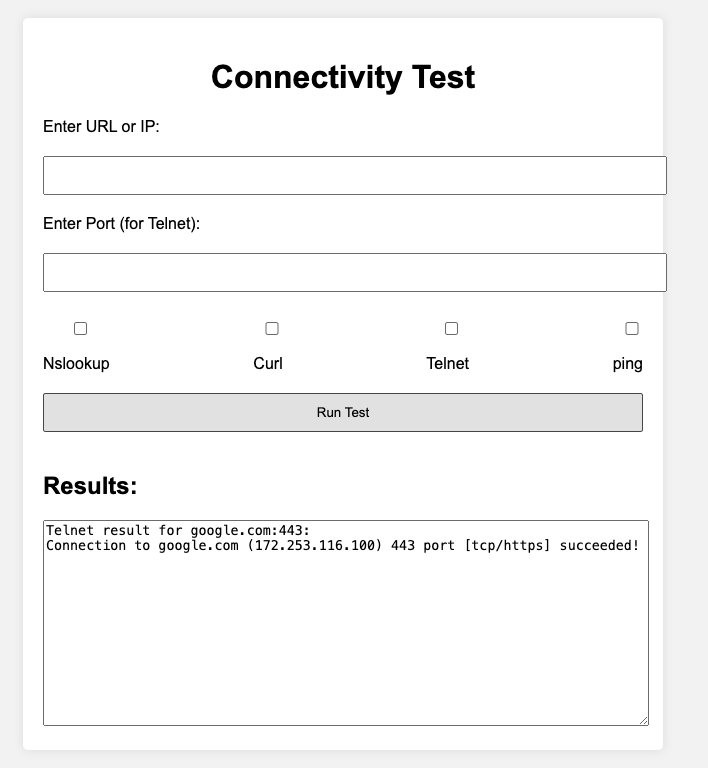 Connectivity Test
Enter URL or IP:
Enter Port (for Telnet):
Nslookup Curl Telnet ping
Run Test
Results:
Telnet result for google.com:443:
Connection to google.com (172.253.116.100) 443 port [tcp/https] succeeded!